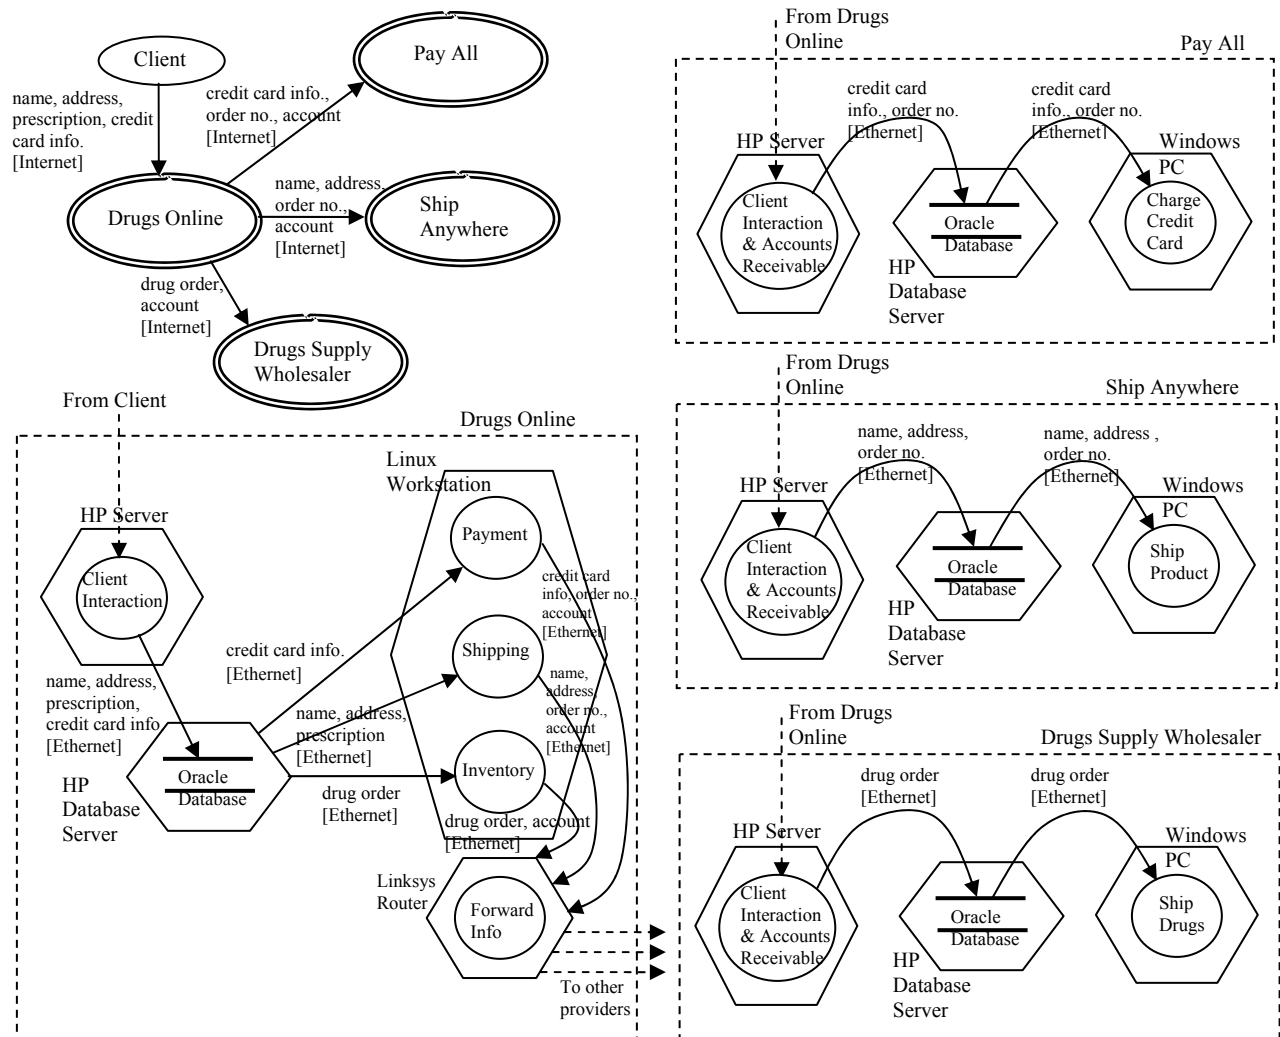 Client
name, address,
prescription, credit
card info.
[Internet]
credit card info.,
order no., account
[Internet]
Pay All
Drugs Online
name, address,
order no.,
account
[Internet]
Ship
Anywhere
drug order,
account
[Internet]
Drugs Supply
Wholesaler
From Client
Drugs Online
HP Server
Client
Interaction
name, address,
prescription,
credit card info
[Ethernet]
HP
Database
Server
Oracle
Database
credit card info.
[Ethernet]
name, address,
prescription
[Ethernet]
drug order
[Ethernet]
Linux
Workstation
Payment
Shipping
Inventory
credit card
info, order no.,
account
[Ethernet]
name,
address,
order no.,
account
[Ethernet]
drug order, account
[Ethernet]
Linksys
Router
Forward
Info
To other
providers
From Drugs
Online
Pay All
HP Server
Client
Interaction
& Accounts
Receivable
credit card
info., order no.
[Ethernet]
Oracle
Database
HP
Database
Server
credit card
info., order no.
[Ethernet]
Windows
PC
Charge
Credit
Card
From Drugs
Online
Ship Anywhere
HP Server
Client
Interaction
& Accounts
Receivable
name, address,
order no.
[Ethernet]
Oracle
Database
HP
Database
Server
name, address ,
order no.
[Ethernet]
Windows
PC
Ship
Product
From Drugs
Online
Drugs Supply Wholesaler
HP Server
Client
Interaction
& Accounts
Receivable
drug order
[Ethernet]
Oracle
Database
HP
Database
Server
drug order
[Ethernet]
Windows
PC
Ship
Drugs